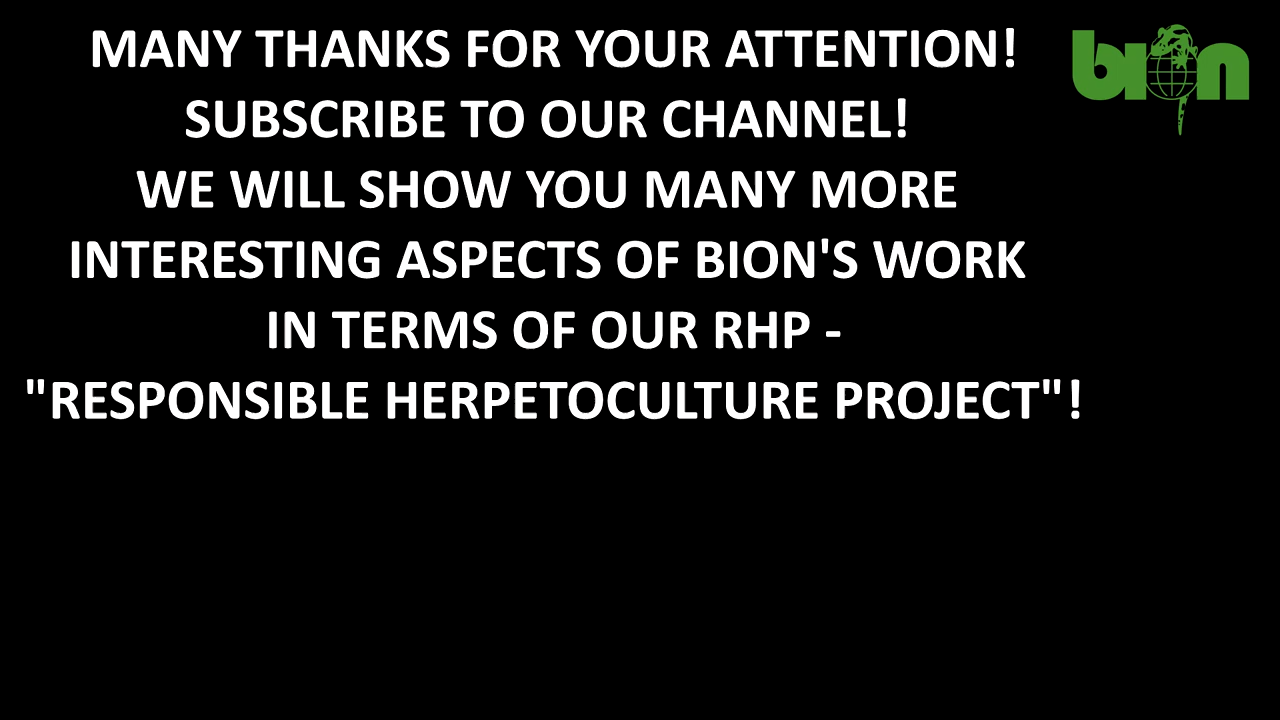 MANY THANKS FOR YOUR ATTENTION!
SUBSCRIBE TO OUR CHANNEL!
WE WILL SHOW YOU MANY MORE
INTERESTING ASPECTS OF BION'S WORK
IN TERMS OF OUR RHP -
"RESPONSIBLE HERPETOCULTURE PROJECT"!
bion